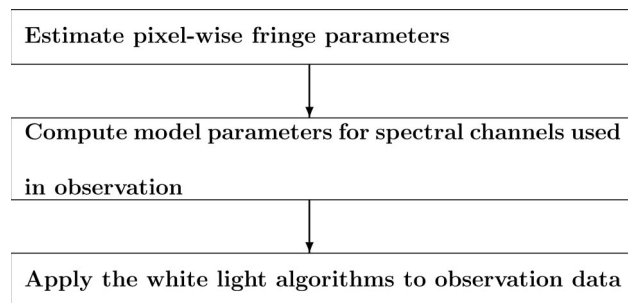 Estimate pixel-wise fringe parameters
Compute model parameters for spectral channels used
in observation
Apply the white light algorithms to observation data